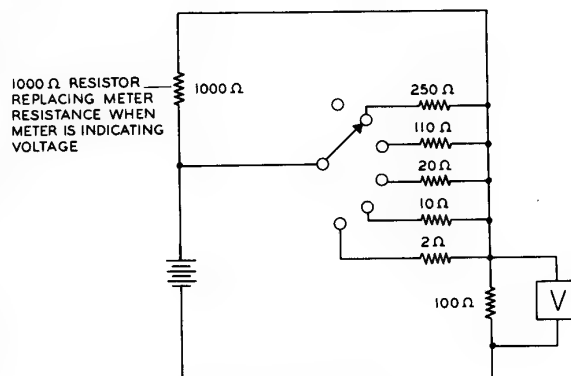 1000 Ω RESISTOR
REPLACING METER
RESISTANCE WHEN
METER IS INDICATING
VOLTAGE
1000 Ω
250 Ω
110 Ω
20 Ω
10 Ω
2 Ω
100 Ω
V